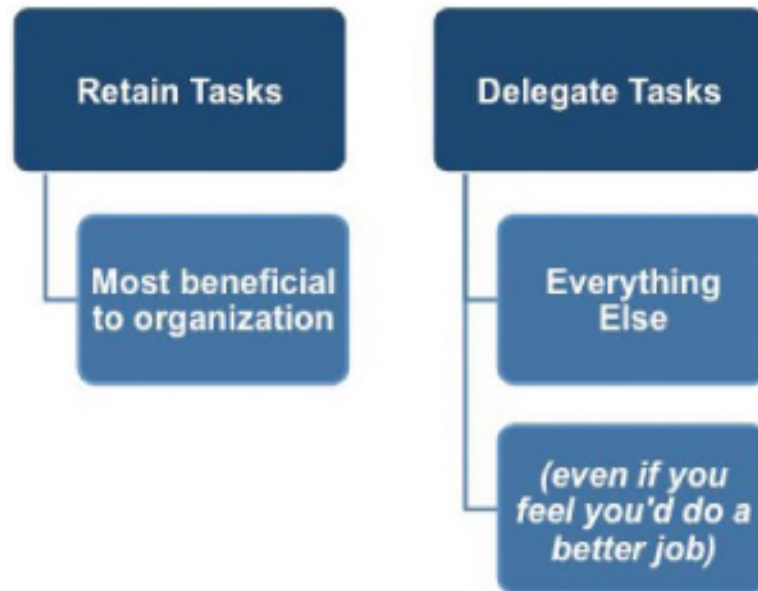 Retain Tasks
Most beneficial
to organization
Delegate Tasks
Everything
Else
(even if you
feel you'd do a
better job)